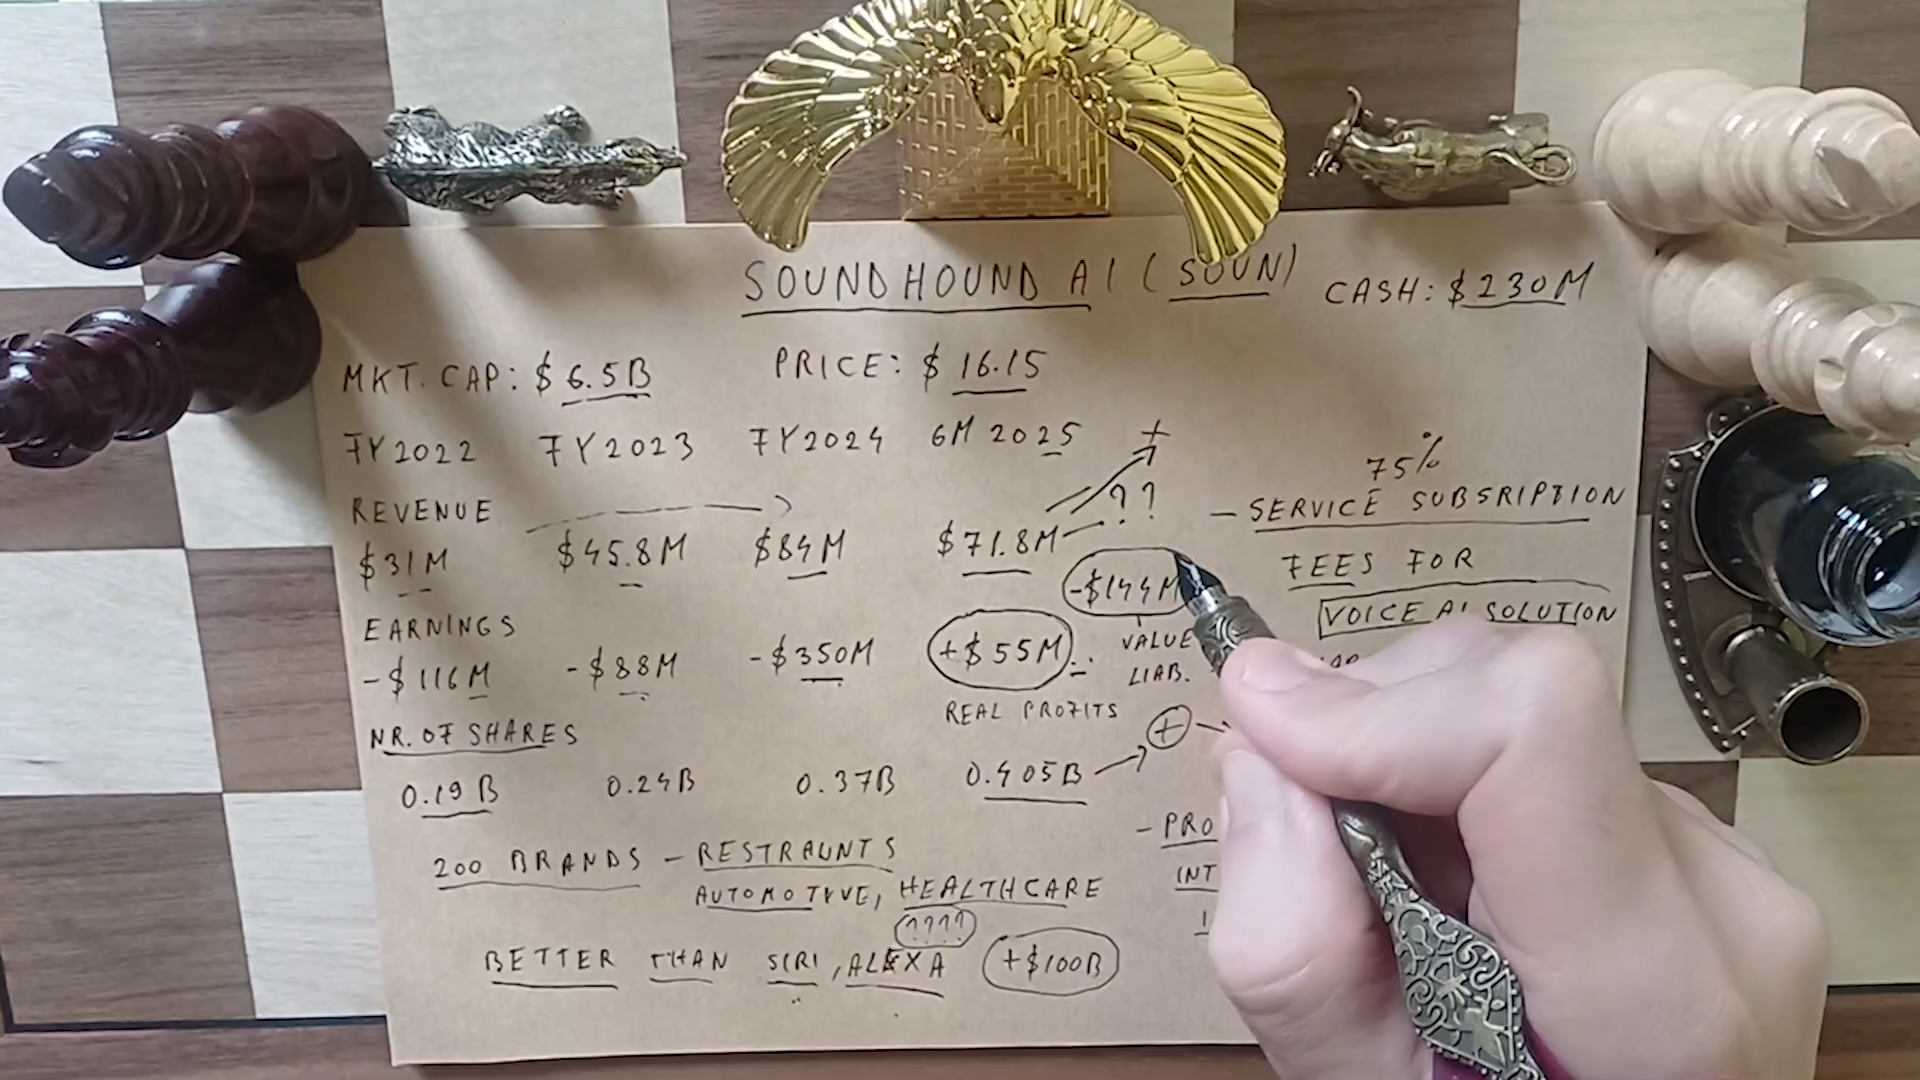 SOUNDHOUND AI (SOUN)
CASH: $230M
MKT. CAP: $6.5B
PRICE: $ 16.15
FY2022 FY2023 FY2024 6M 2025
+
??
REVENUE
$31M $45.8M $84M $71.8M
-$144M
VALUE
LIAB.
EARNINGS
-$116M -$88M -$350M +$55M
REAL PROFITS
+
NR. OF SHARES
0.19B 0.24B 0.37B 0.405B
200 BRANDS - RESTRAUNTS
AUTOMOTYVE, HEALTHCARE
????
BETTER THAN SIRI, ALEXA +$100B
75%
- SERVICE SUBSRIPTION
FEES FOR
VOICE AI SOLUTION
- PRO
INT